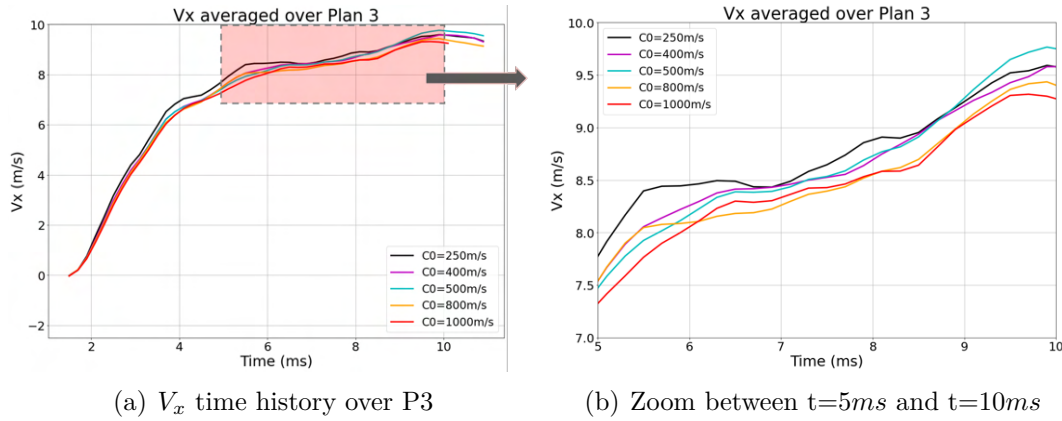 Vx averaged over Plan 3
10
8
6
4
2
0
−2
Vx (m/s)
2
4
6
8
10
Time (ms)
C0=250m/s
C0=400m/s
C0=500m/s
C0=800m/s
C0=1000m/s
(a) Vx time history over P3
Vx averaged over Plan 3
10.0
9.5
9.0
8.5
8.0
7.5
7.0
Vx (m/s)
5
6
7
8
9
10
Time (ms)
C0=250m/s
C0=400m/s
C0=500m/s
C0=800m/s
C0=1000m/s
(b) Zoom between t=5ms and t=10ms